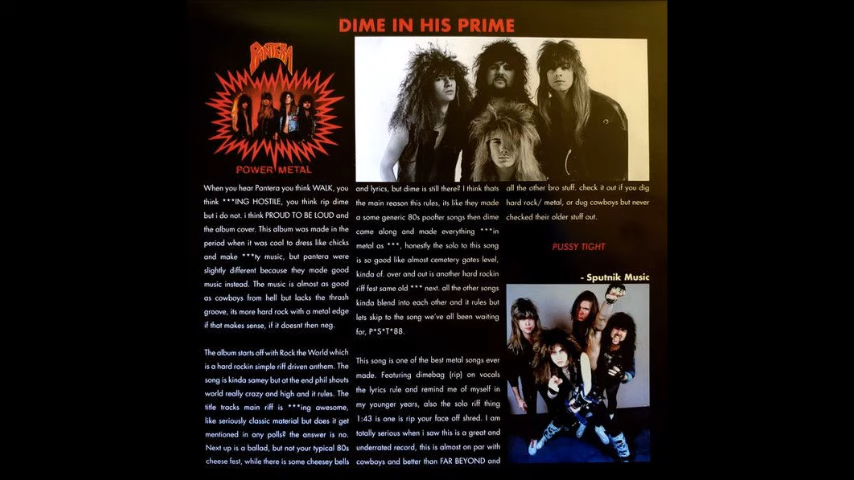 DIME IN HIS PRIME
PANTERA
POWER METAL
When you hear Pantera you think WALK, you
think ***ING HOSTILE, you think rip dime
but i do not. i think PROUD TO BE LOUD and
the album cover. This album was made in the
period when it was cool to dress like chicks
and make ***ty music, but pantera were
slightly different because they made good
music instead. The music is almost as good
as cowboys from hell but lacks the thrash
groove, its more hard rock with a metal edge
if that makes sense, if it doesnt then neg.
The album starts off with Rock the World which
is a hard rockin simple riff driven anthem. The
song is kinda samey but at the end phil shouts
world really crazy and high and it rules. The
title tracks main riff is ***ing awesome,
like seriously classic material but does it get
mentioned in any polls? the answer is no.
Next up is a ballad, but not your typical 80s
cheese fest, while there is some cheesey bells
and lyrics, but dime is still there? I think thats
the main reason this rules, its like they made
a some generic 80s poofter songs then dime
came along and made everything ***in
metal as ***. honestly the solo to this song
is so good like almost cemetery gates level,
kinda of. over and out is another hard rockin
riff fest same old *** next. all the other songs
kinda blend into each other and it rules but
lets skip to the song we've all been waiting
for, P*S*T*BB.
This song is one of the best metal songs ever
made. Featuring dimebag (rip) on vocals
the lyrics rule and remind me of myself in
my younger years, also the solo riff thing
1:43 is one is rip your face off shred. I am
totally serious when i saw this is a great and
underrated record, this is almost on par with
cowboys and better than FAR BEYOND and
all the other bro stuff. check it out if you dig
hard rock/ metal, or dug cowboys but never
checked their older stuff out.
PUSSY TIGHT
- Sputnik Music